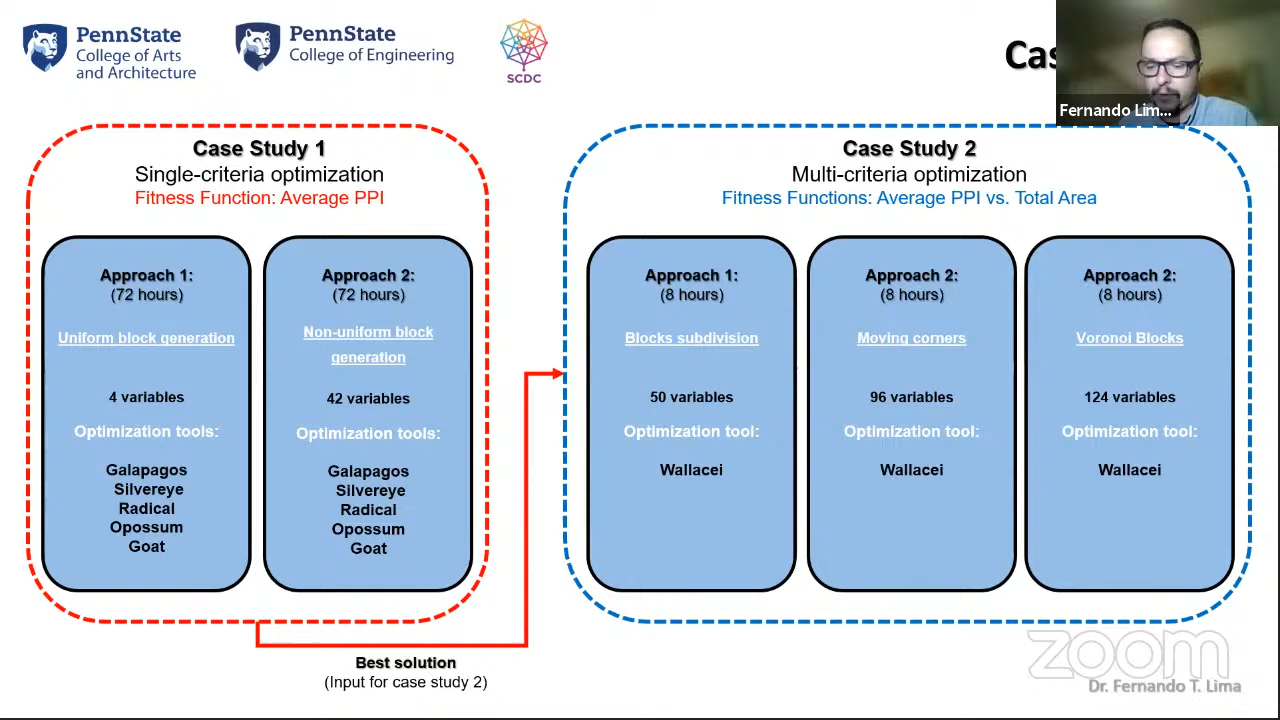 PennState
College of Arts
and Architecture
PennState
College of Engineering
SCDC
Fernando Lim...
Case Study 1
Single-criteria optimization
Fitness Function: Average PPI
Approach 1:
(72 hours)
Uniform block generation
4 variables
Optimization tools:
Galapagos
Silvereye
Radical
Opossum
Goat
Approach 2:
(72 hours)
Non-uniform block
generation
42 variables
Optimization tools:
Galapagos
Silvereye
Radical
Opossum
Goat
Best solution
(Input for case study 2)
Case Study 2
Multi-criteria optimization
Fitness Functions: Average PPI vs. Total Area
Approach 1:
(8 hours)
Blocks subdivision
50 variables
Optimization tool:
Wallacei
Approach 2:
(8 hours)
Moving corners
96 variables
Optimization tool:
Wallacei
Approach 2:
(8 hours)
Voronoi Blocks
124 variables
Optimization tool:
Wallacei
zoom
Dr. Fernando T. Lima